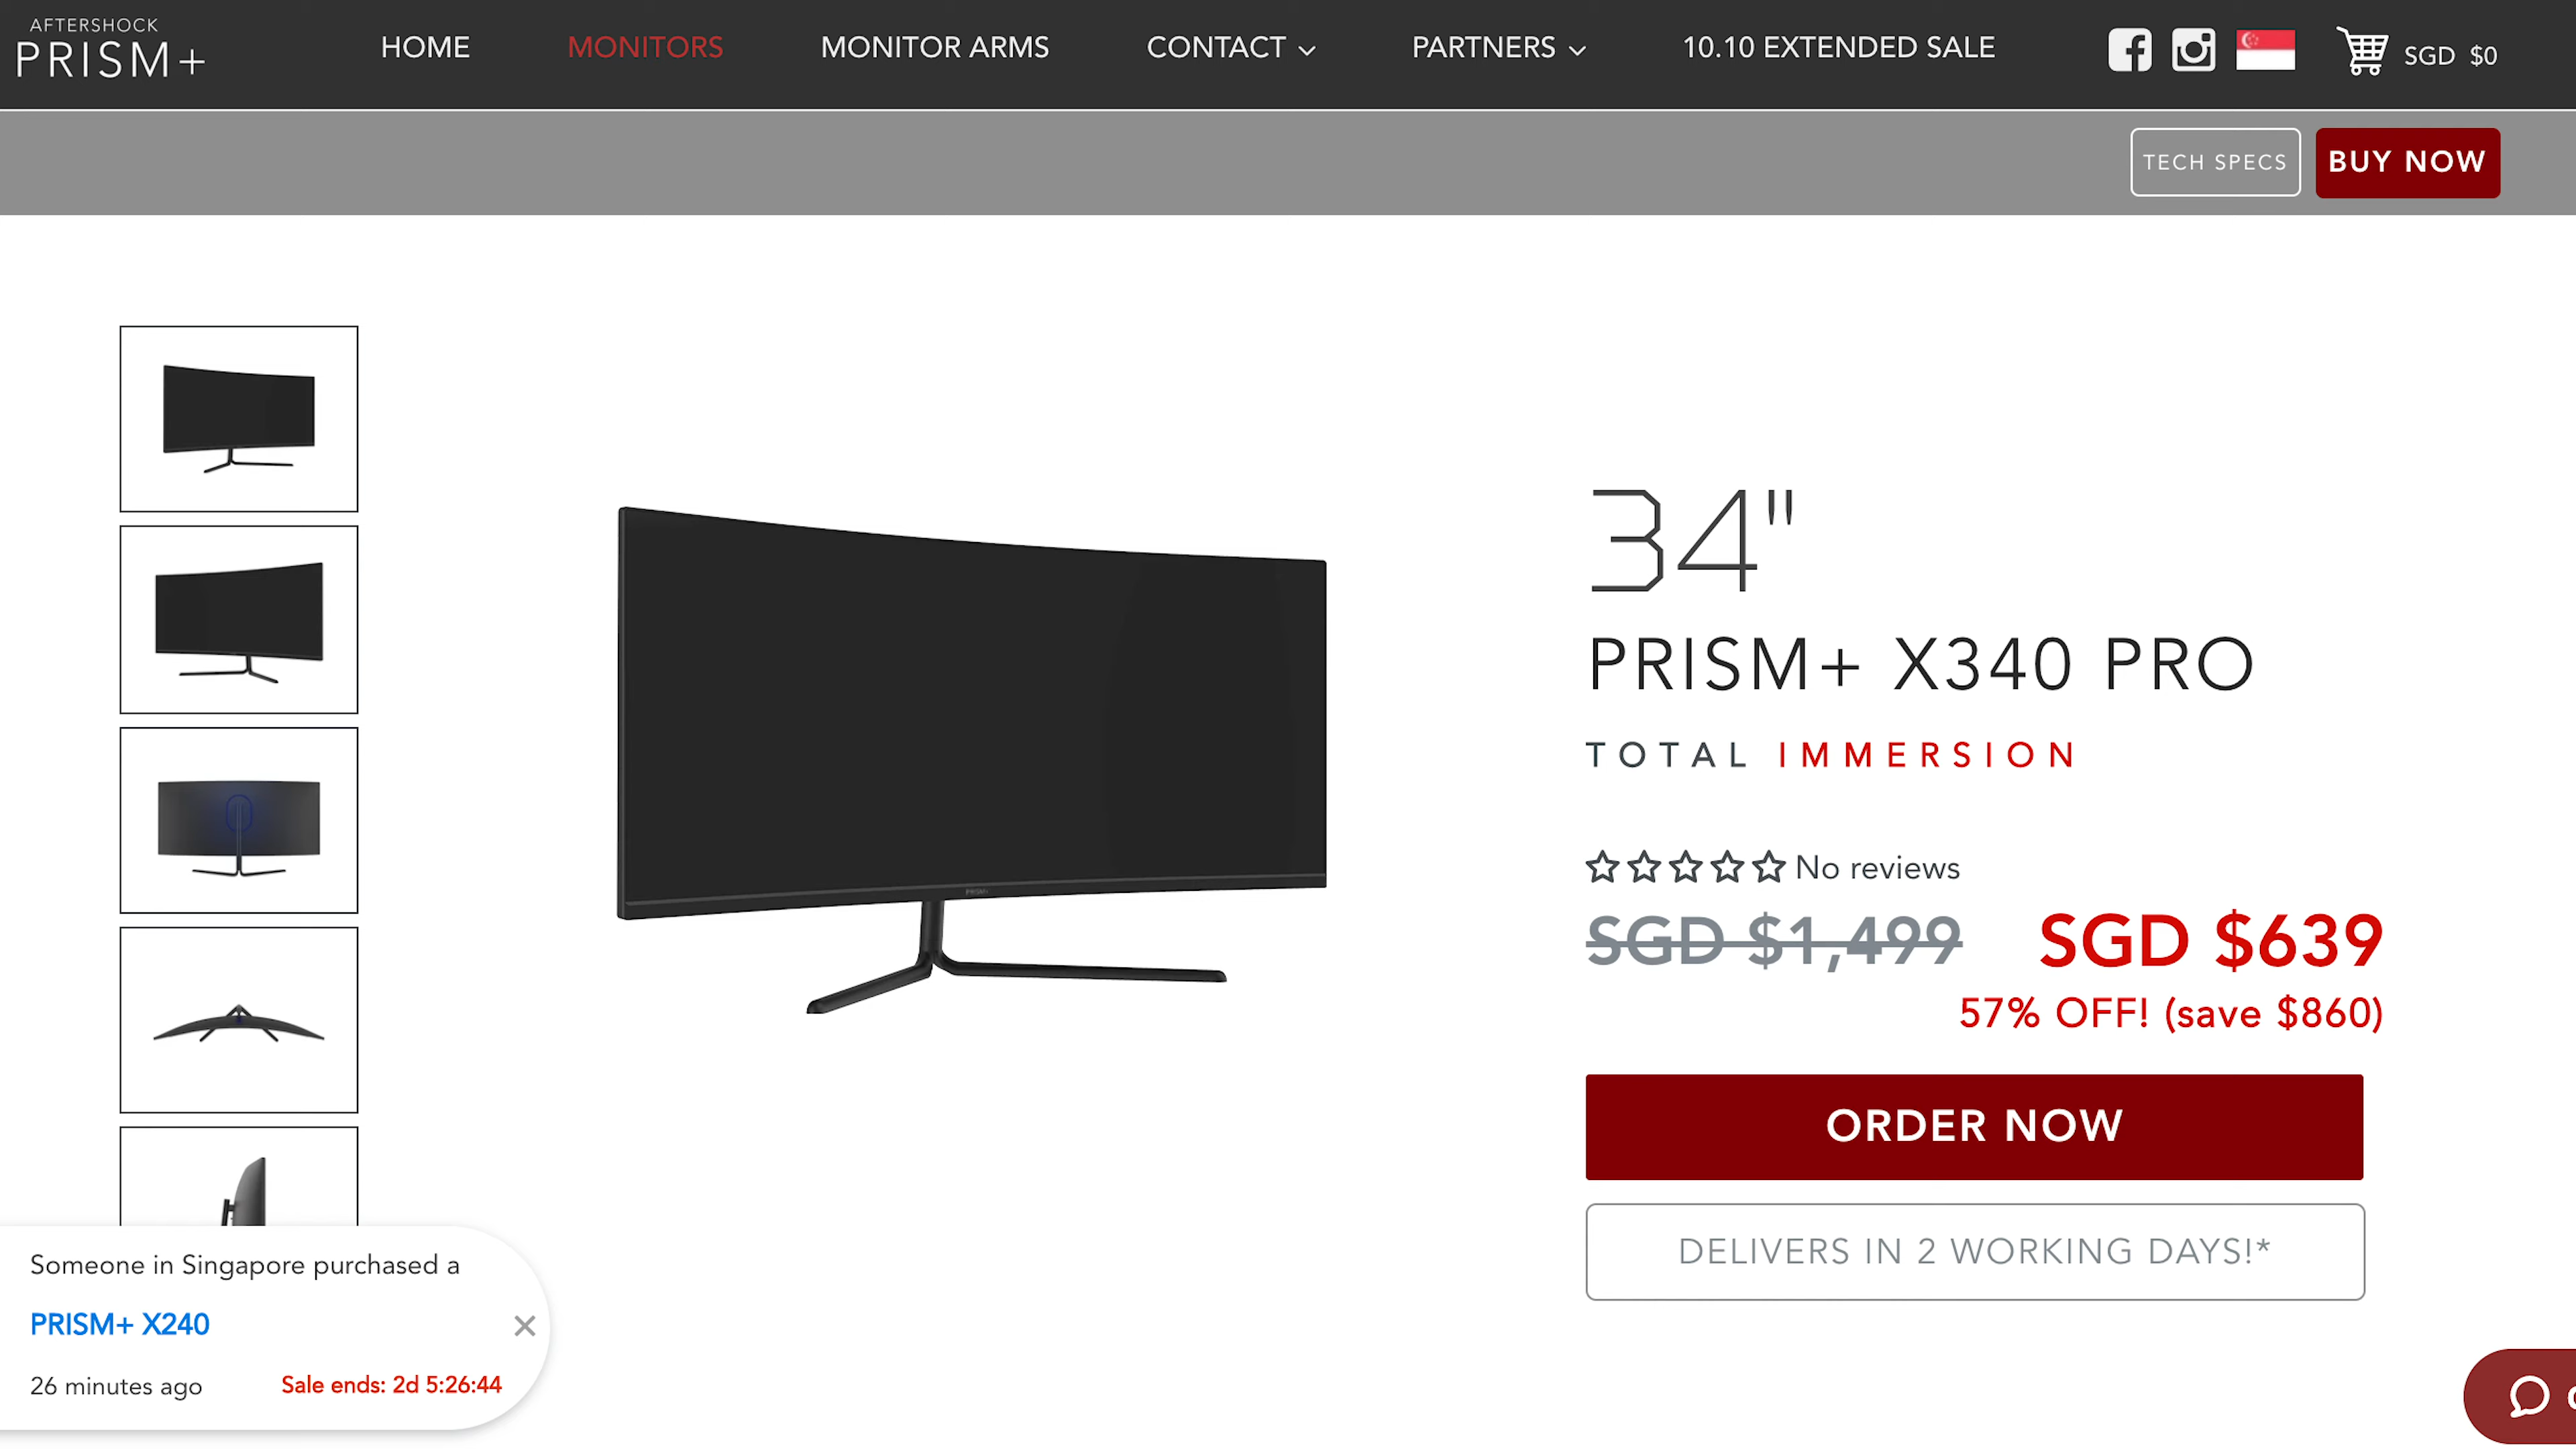 AFTERSHOCK
PRISM+
HOME
MONITORS
MONITOR ARMS
CONTACT
PARTNERS
10.10 EXTENDED SALE
SGD $0
TECH SPECS
BUY NOW
34"
PRISM+ X340 PRO
TOTAL IMMERSION
No reviews
SGD $1,499 SGD $639
57% OFF! (save $860)
ORDER NOW
DELIVERS IN 2 WORKING DAYS!*
PRISM+
Someone in Singapore purchased a
PRISM+ X240
26 minutes ago
Sale ends: 2d 5:26:44